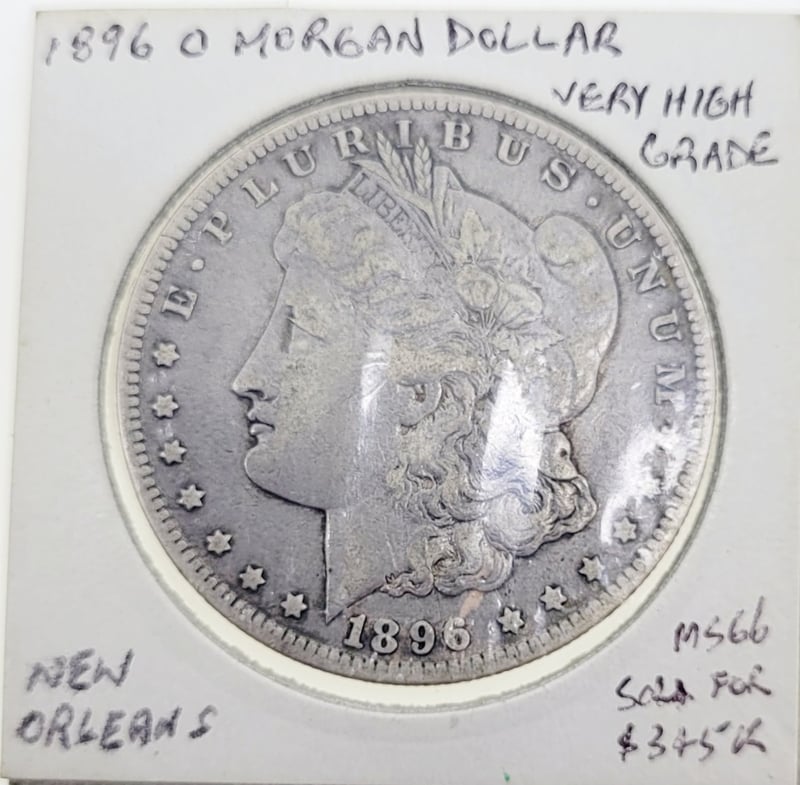 1896 O MORGAN DOLLAR
VERY HIGH
GRADE
E · PLURIBUS · UNUM ·
LIBERTY
1896
NEW
ORLEANS
MS66
SOLD FOR
$345K